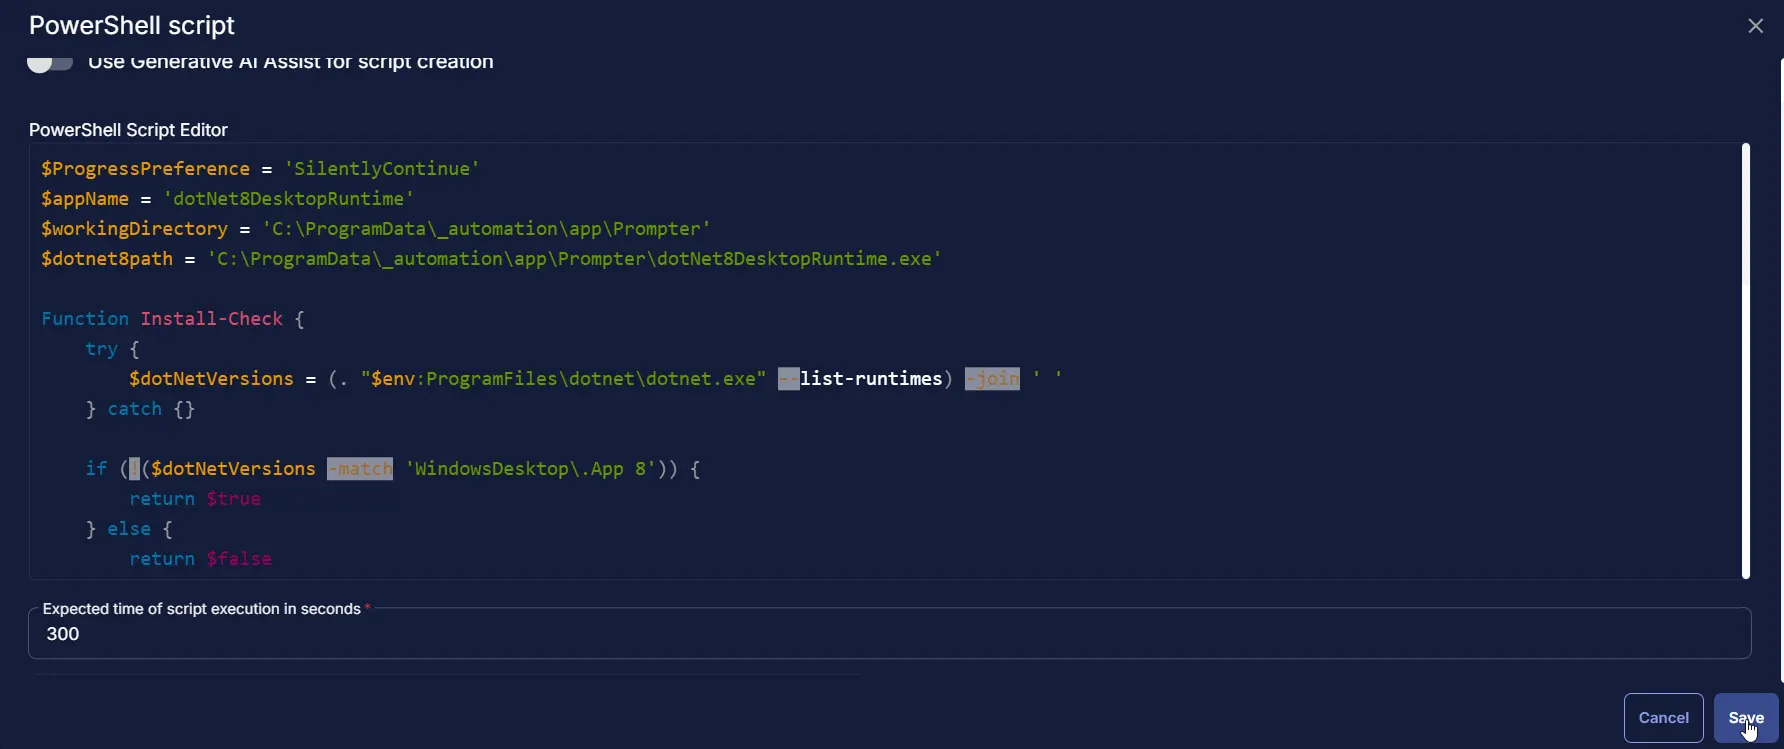 PowerShell script
Use Generative AI Assist for script creation
PowerShell Script Editor
$ProgressPreference = 'SilentlyContinue'
$appName = 'dotNet8DesktopRuntime'
$workingDirectory = 'C:\ProgramData\_automation\app\Prompter'
$dotnet8path = 'C:\ProgramData\_automation\app\Prompter\dotNet8DesktopRuntime.exe'
Function Install-Check {
    try {
        $dotNetVersions = (. "$env:ProgramFiles\dotnet\dotnet.exe" --list-runtimes) -join ' '
    } catch {}
    if (!($dotNetVersions -match 'WindowsDesktop\.App 8')) {
        return $true
    } else {
        return $false
Expected time of script execution in seconds *
300
Cancel
Save